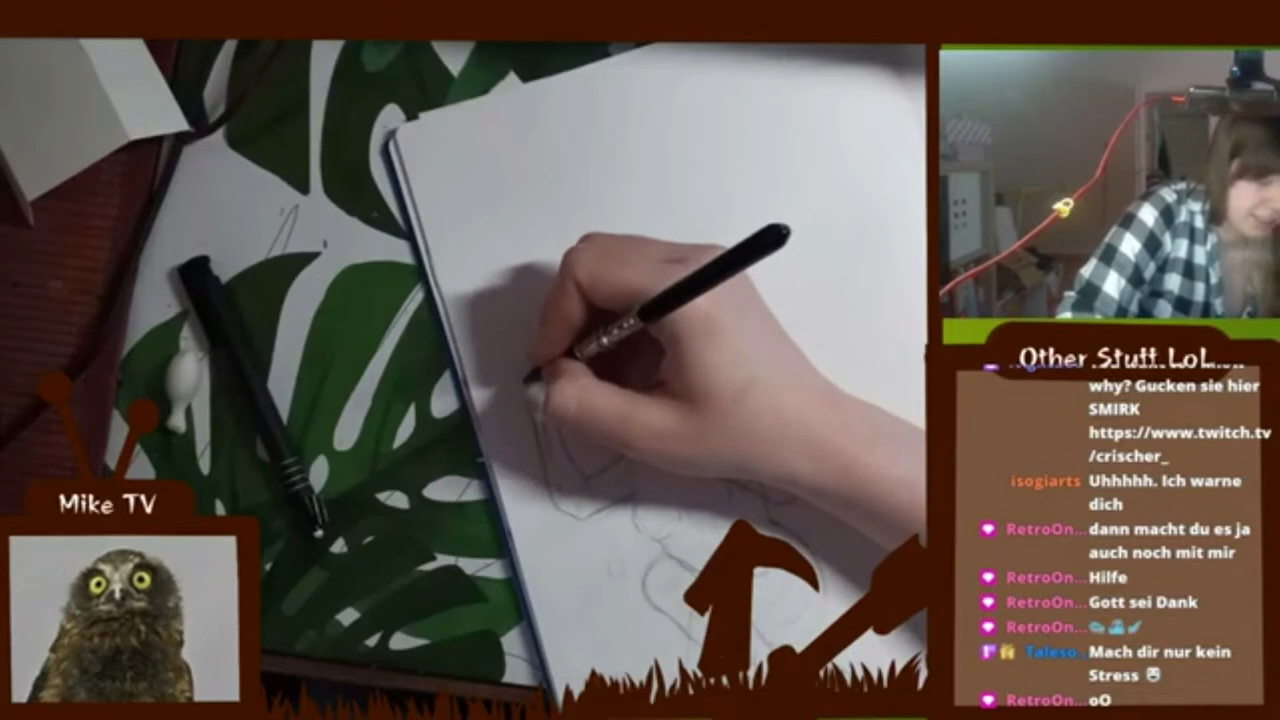 Other Stuff LoL
why? Gucken sie hier
SMIRK
https://www.twitch.tv
/crischer_
isogiarts Uhhhhh. Ich warne
dich
RetroOn... dann macht du es ja
auch noch mit mir
RetroOn... Hilfe
RetroOn... Gott sei Dank
RetroOn...
Taleso... Mach dir nur kein
Stress
RetroOn... oO
Mike TV